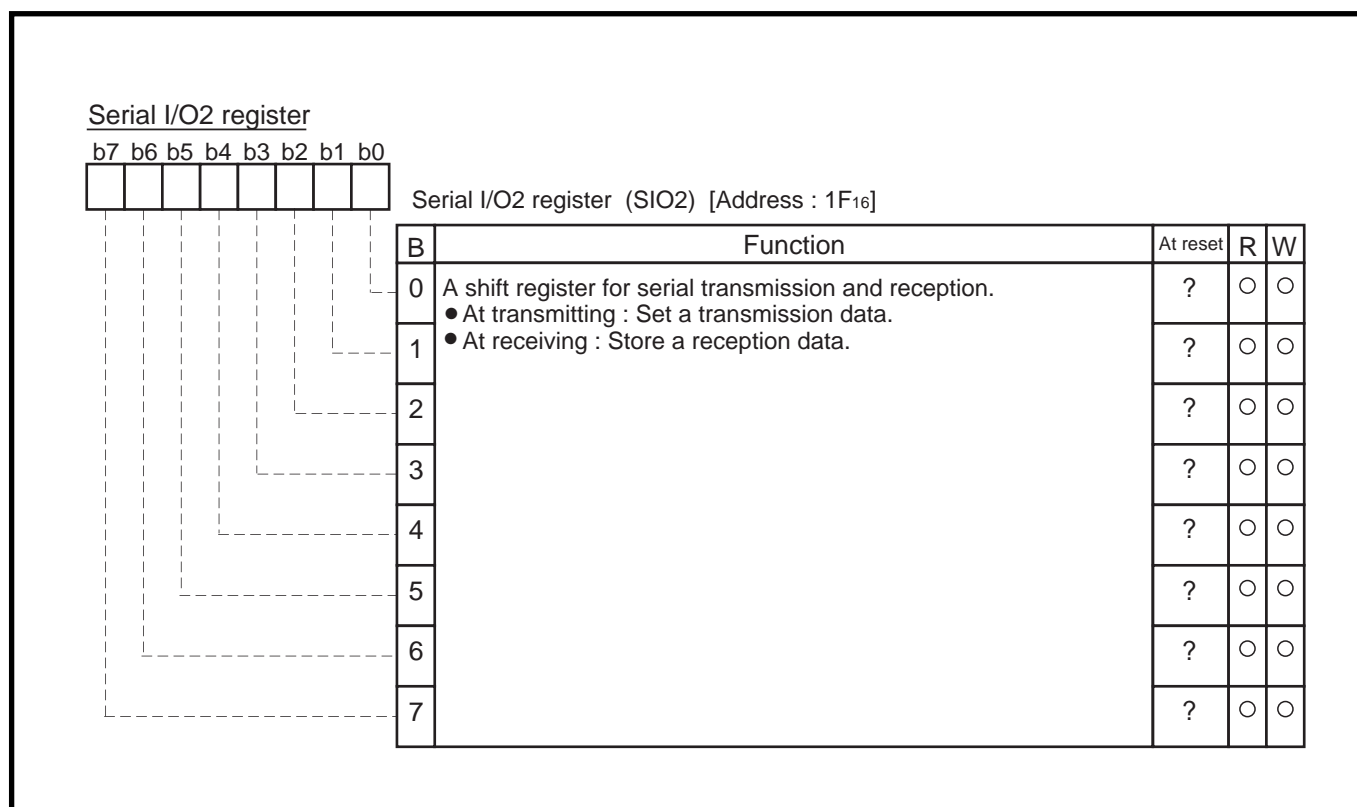 Serial I/O2 register
b7 b6 b5 b4 b3 b2 b1 b0
Serial I/O2 register (SIO2) [Address : 1F16]
B Function At reset R W
0 A shift register for serial transmission and reception. ? ○ ○
● At transmitting : Set a transmission data.
1 ● At receiving : Store a reception data. ? ○ ○
2 ? ○ ○
3 ? ○ ○
4 ? ○ ○
5 ? ○ ○
6 ? ○ ○
7 ? ○ ○